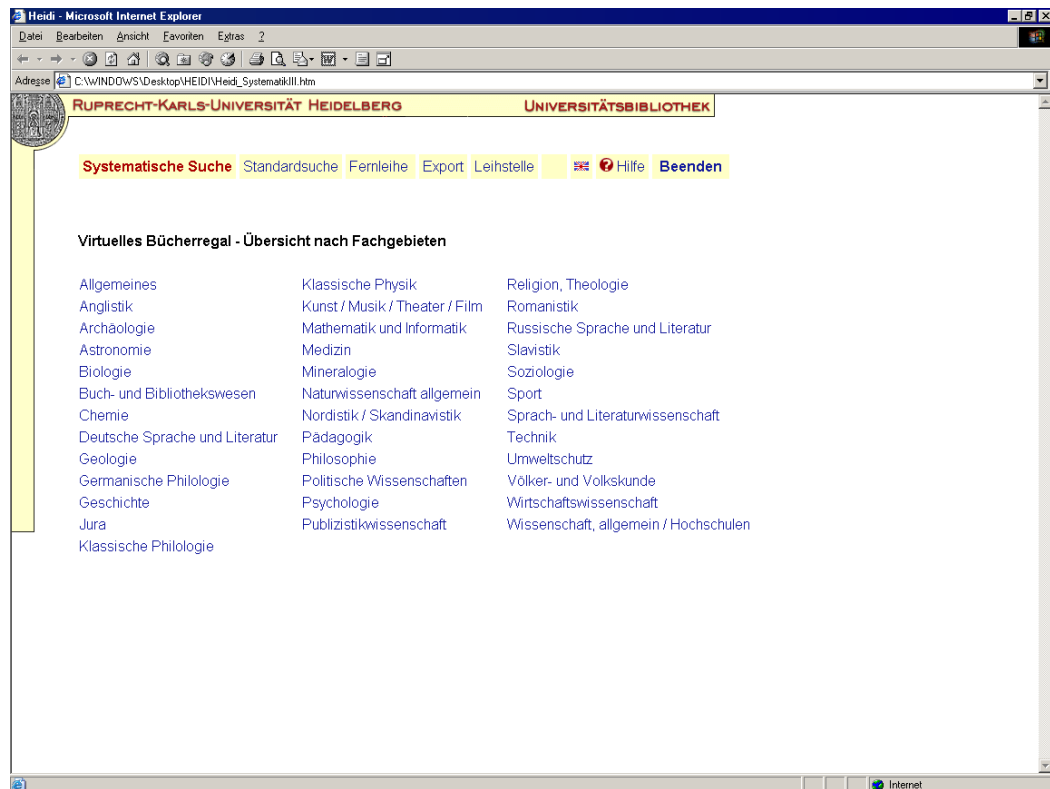 Heidi - Microsoft Internet Explorer
Datei Bearbeiten Ansicht Favoriten Extras ?
Adresse C:\WINDOWS\Desktop\HEIDI\Heidi_SystematikIII.htm
RUPRECHT-KARLS-UNIVERSITÄT HEIDELBERG UNIVERSITÄTSBIBLIOTHEK
Systematische Suche Standardsuche Fernleihe Export Leihstelle Hilfe Beenden
Virtuelles Bücherregal - Übersicht nach Fachgebieten
Allgemeines Klassische Physik Religion, Theologie
Anglistik Kunst / Musik / Theater / Film Romanistik
Archäologie Mathematik und Informatik Russische Sprache und Literatur
Astronomie Medizin Slavistik
Biologie Mineralogie Soziologie
Buch- und Bibliothekswesen Naturwissenschaft allgemein Sport
Chemie Nordistik / Skandinavistik Sprach- und Literaturwissenschaft
Deutsche Sprache und Literatur Pädagogik Technik
Geologie Philosophie Umweltschutz
Germanische Philologie Politische Wissenschaften Völker- und Volkskunde
Geschichte Psychologie Wirtschaftswissenschaft
Jura Publizistikwissenschaft Wissenschaft, allgemein / Hochschulen
Klassische Philologie
Internet